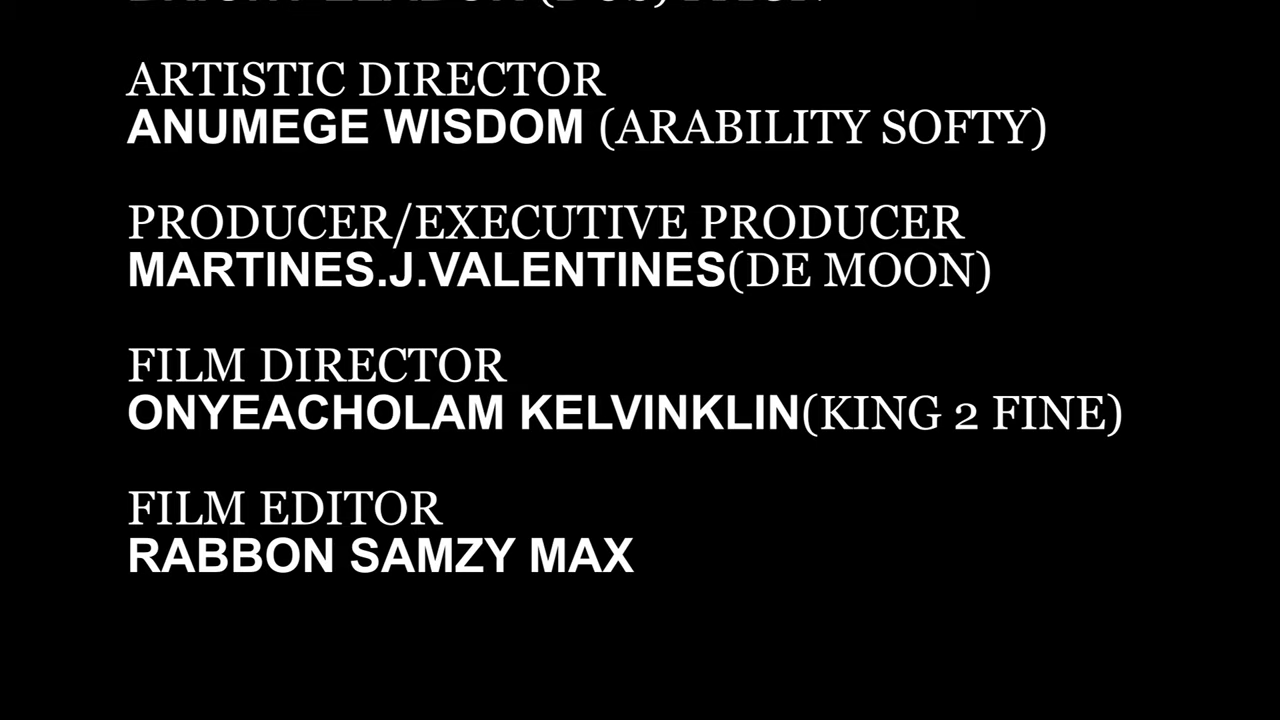 ARTISTIC DIRECTOR
ANUMEGE WISDOM (ARABILITY SOFTY)
PRODUCER/EXECUTIVE PRODUCER
MARTINES.J.VALENTINES(DE MOON)
FILM DIRECTOR
ONYEACHOLAM KELVINKLIN(KING 2 FINE)
FILM EDITOR
RABBON SAMZY MAX